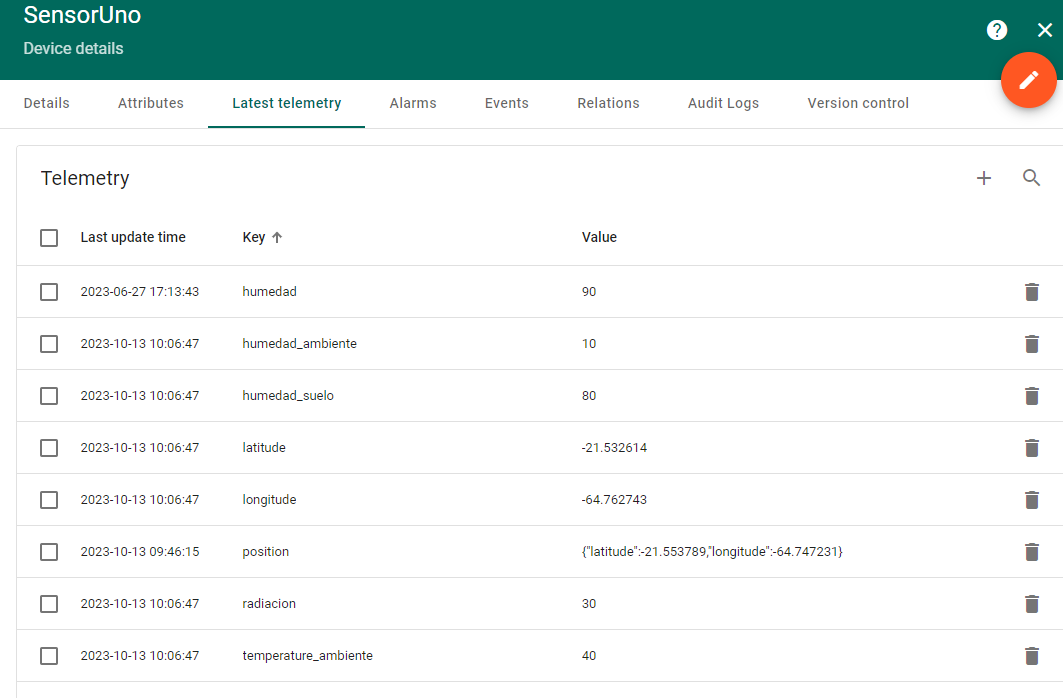 SensorUno
Device details
?
Details Attributes Latest telemetry Alarms Events Relations Audit Logs Version control
Telemetry
Last update time Key Value
2023-06-27 17:13:43 humedad 90
2023-10-13 10:06:47 humedad_ambiente 10
2023-10-13 10:06:47 humedad_suelo 80
2023-10-13 10:06:47 latitude -21.532614
2023-10-13 10:06:47 longitude -64.762743
2023-10-13 09:46:15 position {"latitude":-21.553789,"longitude":-64.747231}
2023-10-13 10:06:47 radiacion 30
2023-10-13 10:06:47 temperature_ambiente 40